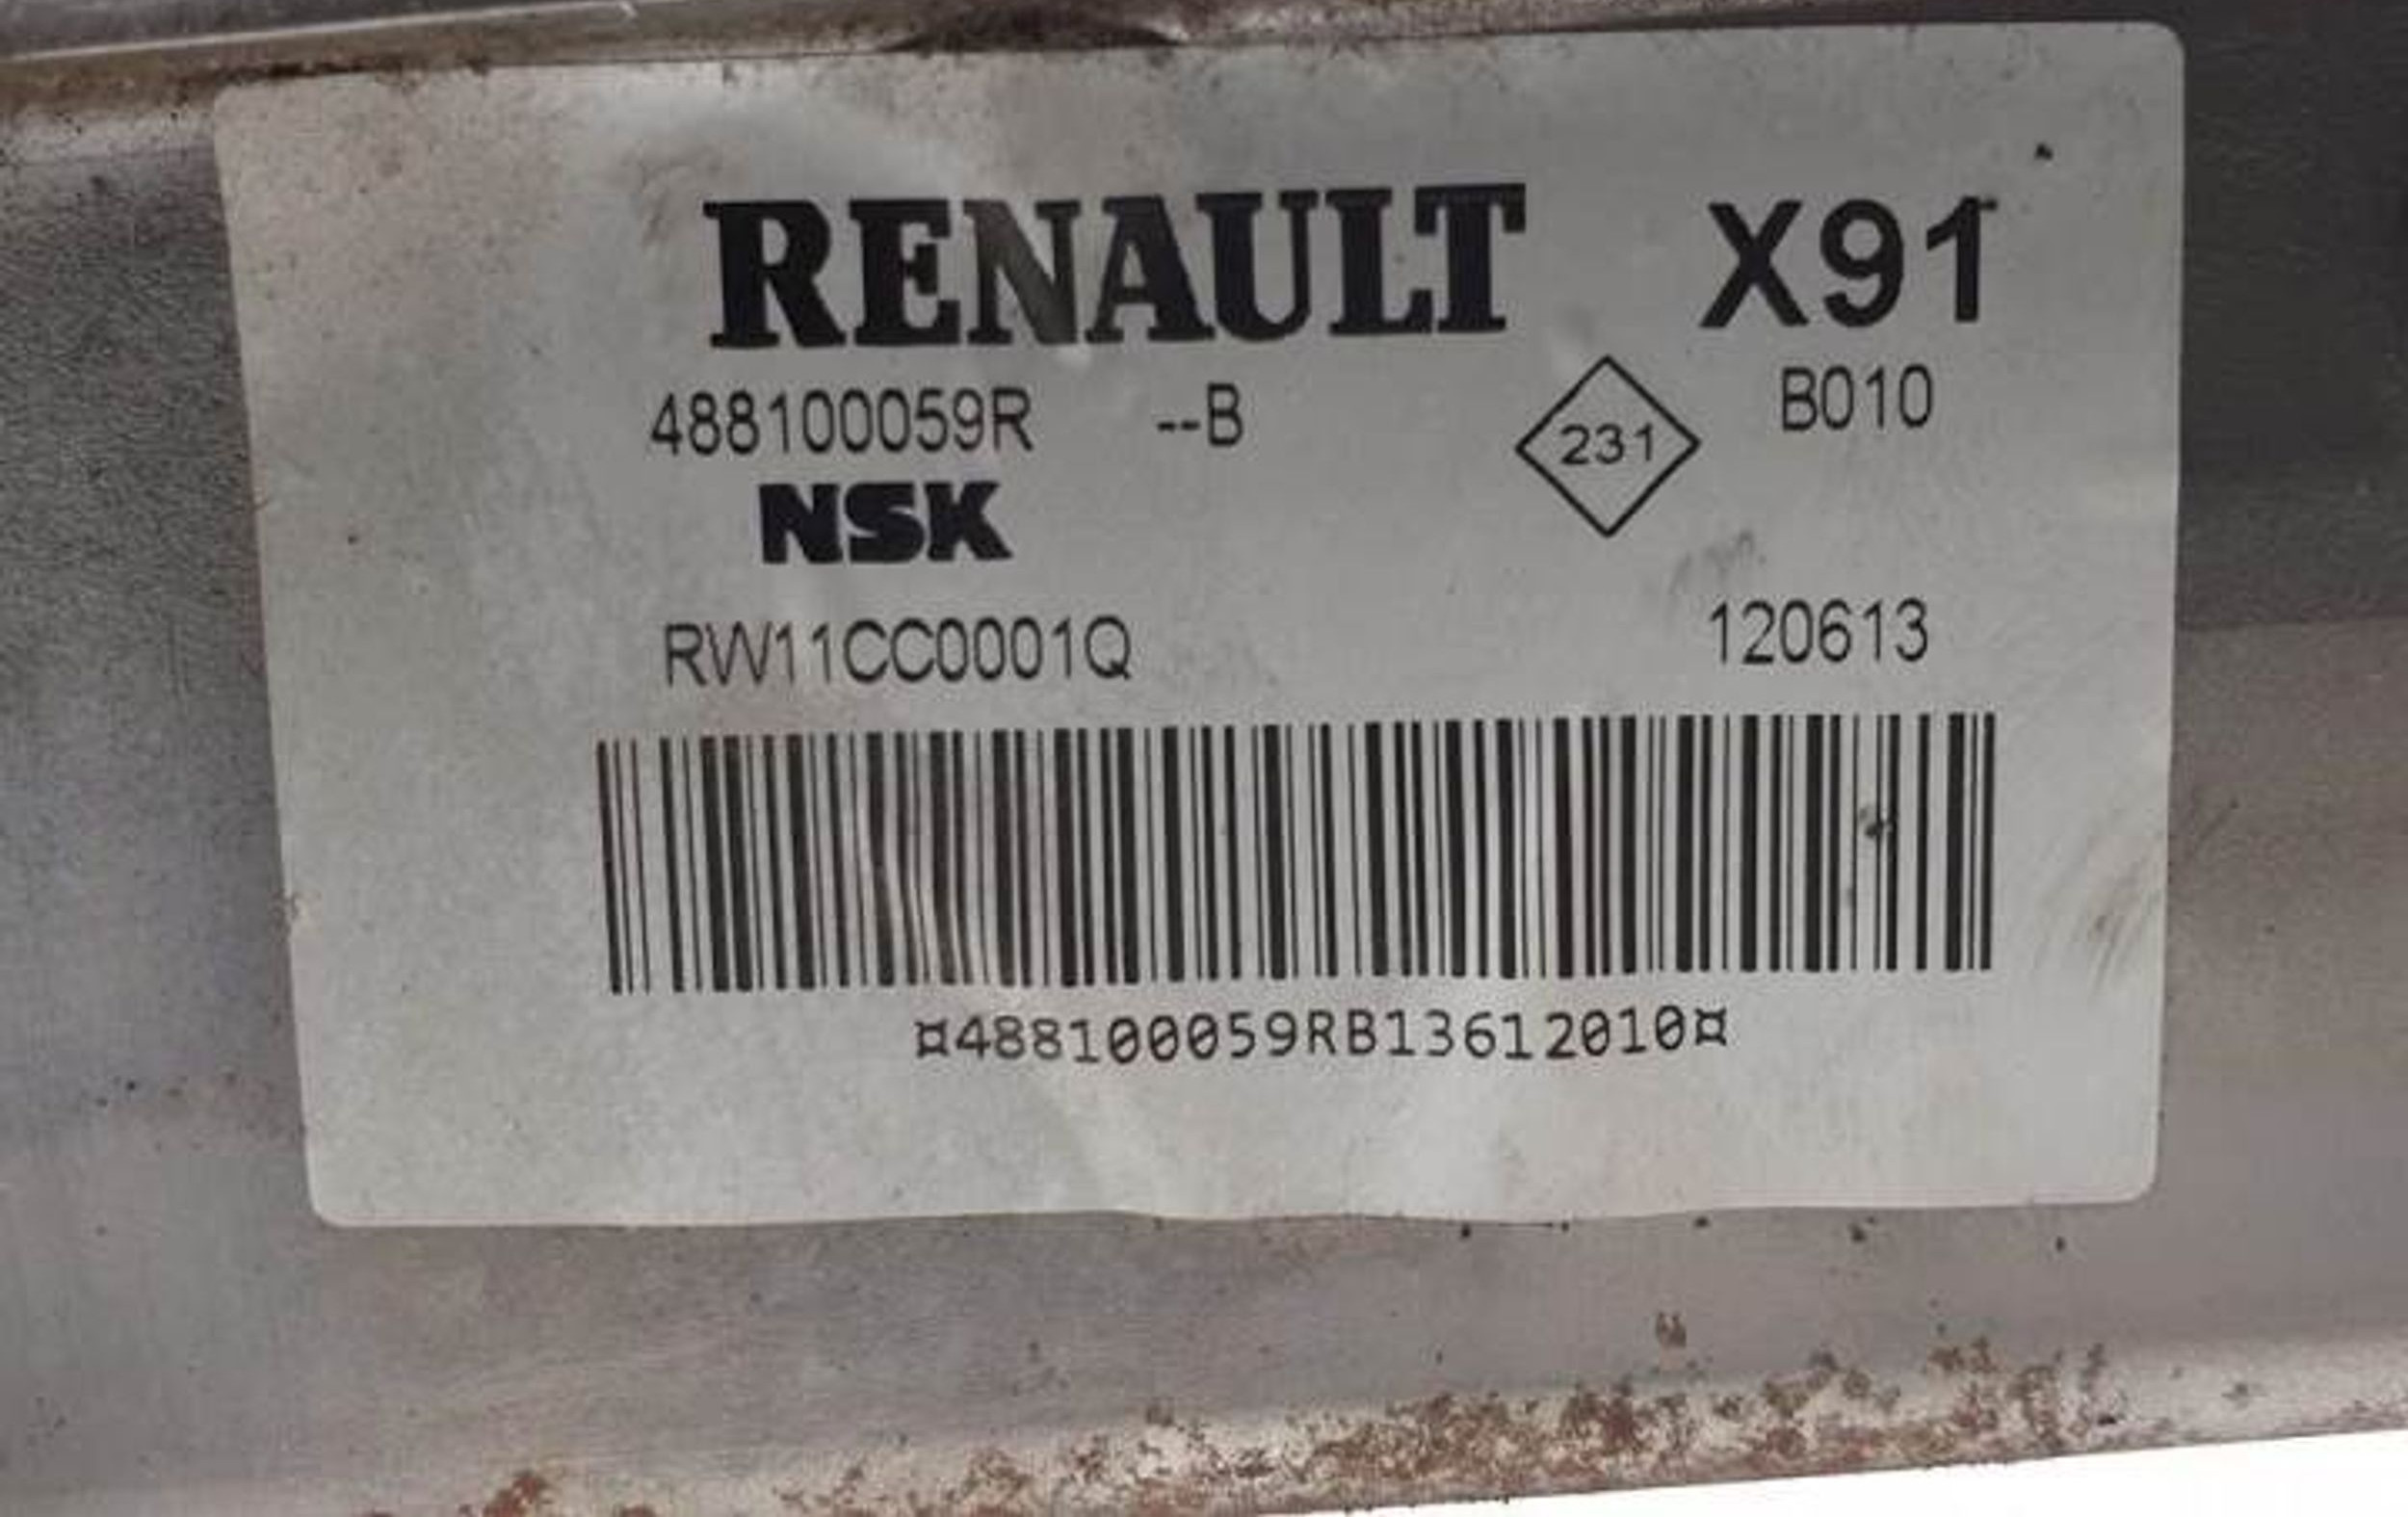 RENAULT X91
488100059R --B 231 B010
NSK
RW11CC0001Q 120613
¤488100059RB13612010¤